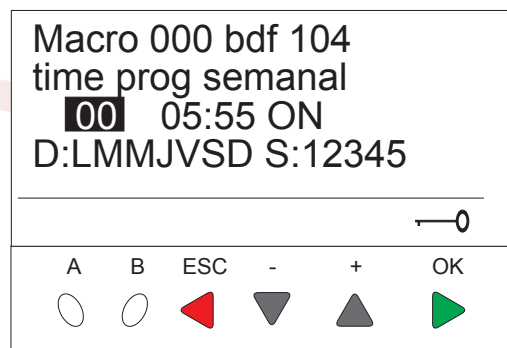 Macro 000 bdf 104
time prog semanal
00 05:55 ON
D:LMMJVSD S:12345
A B ESC - + OK